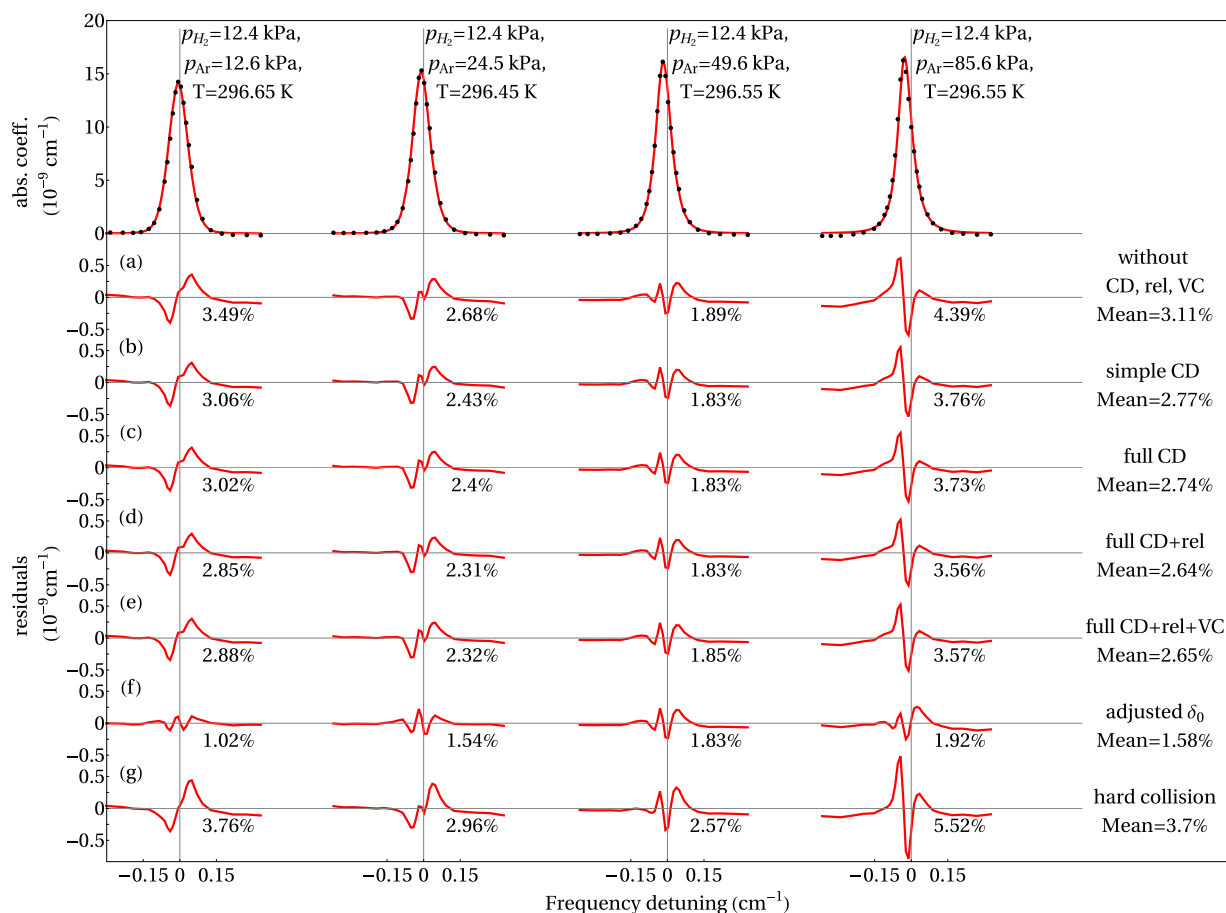 20
15
10
5
0
abs. coeff.
(10⁻⁹ cm⁻¹)
p_{H₂}=12.4 kPa,
p_{Ar}=12.6 kPa,
T=296.65 K
p_{H₂}=12.4 kPa,
p_{Ar}=24.5 kPa,
T=296.45 K
p_{H₂}=12.4 kPa,
p_{Ar}=49.6 kPa,
T=296.55 K
p_{H₂}=12.4 kPa,
p_{Ar}=85.6 kPa,
T=296.55 K
residuals
(10⁻⁹cm⁻¹)
(a)
0.5
0
−0.5
3.49%
2.68%
1.89%
4.39%
without
CD, rel, VC
Mean=3.11%
(b)
0.5
0
−0.5
3.06%
2.43%
1.83%
3.76%
simple CD
Mean=2.77%
(c)
0.5
0
−0.5
3.02%
2.4%
1.83%
3.73%
full CD
Mean=2.74%
(d)
0.5
0
−0.5
2.85%
2.31%
1.83%
3.56%
full CD+rel
Mean=2.64%
(e)
0.5
0
−0.5
2.88%
2.32%
1.85%
3.57%
full CD+rel+VC
Mean=2.65%
(f)
0.5
0
−0.5
1.02%
1.54%
1.83%
1.92%
adjusted δ₀
Mean=1.58%
(g)
0.5
0
−0.5
3.76%
2.96%
2.57%
5.52%
hard collision
Mean=3.7%
−0.15 0 0.15
−0.15 0 0.15
−0.15 0 0.15
−0.15 0 0.15
Frequency detuning (cm⁻¹)